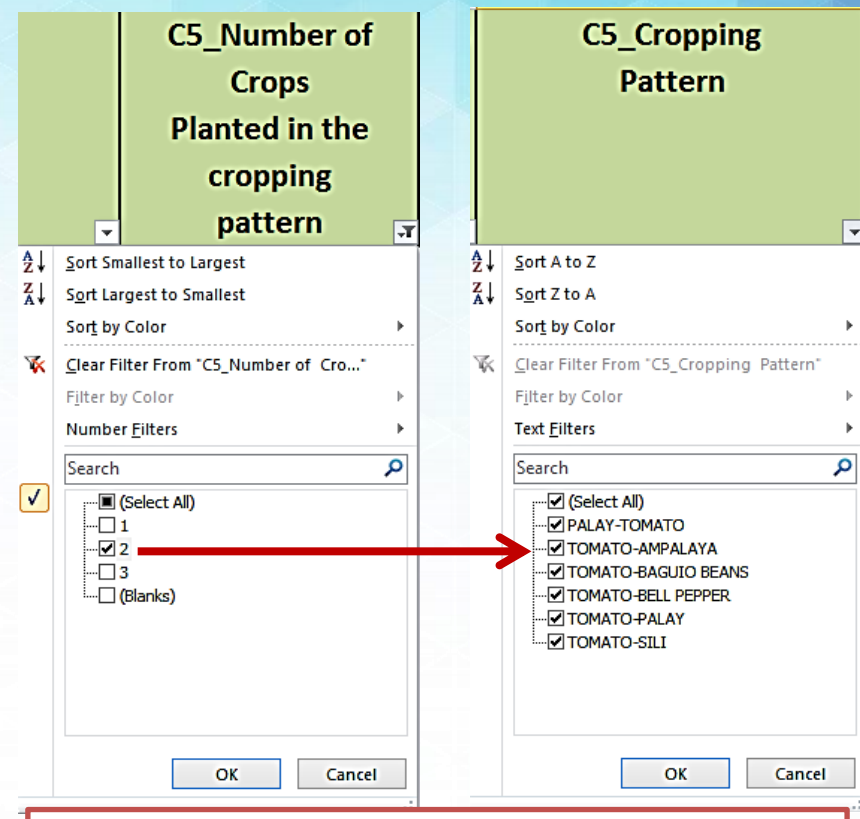 C5_Number of
Crops
Planted in the
cropping
pattern
Sort Smallest to Largest
Sort Largest to Smallest
Sort by Color
Clear Filter From "C5_Number of Cro..."
Filter by Color
Number Filters
Search
(Select All)
1
2
3
(Blanks)
OK
Cancel
C5_Cropping
Pattern
Sort A to Z
Sort Z to A
Sort by Color
Clear Filter From "C5_Cropping Pattern"
Filter by Color
Text Filters
Search
(Select All)
PALAY-TOMATO
TOMATO-AMPALAYA
TOMATO-BAGUIO BEANS
TOMATO-BELL PEPPER
TOMATO-PALAY
TOMATO-SILI
OK
Cancel